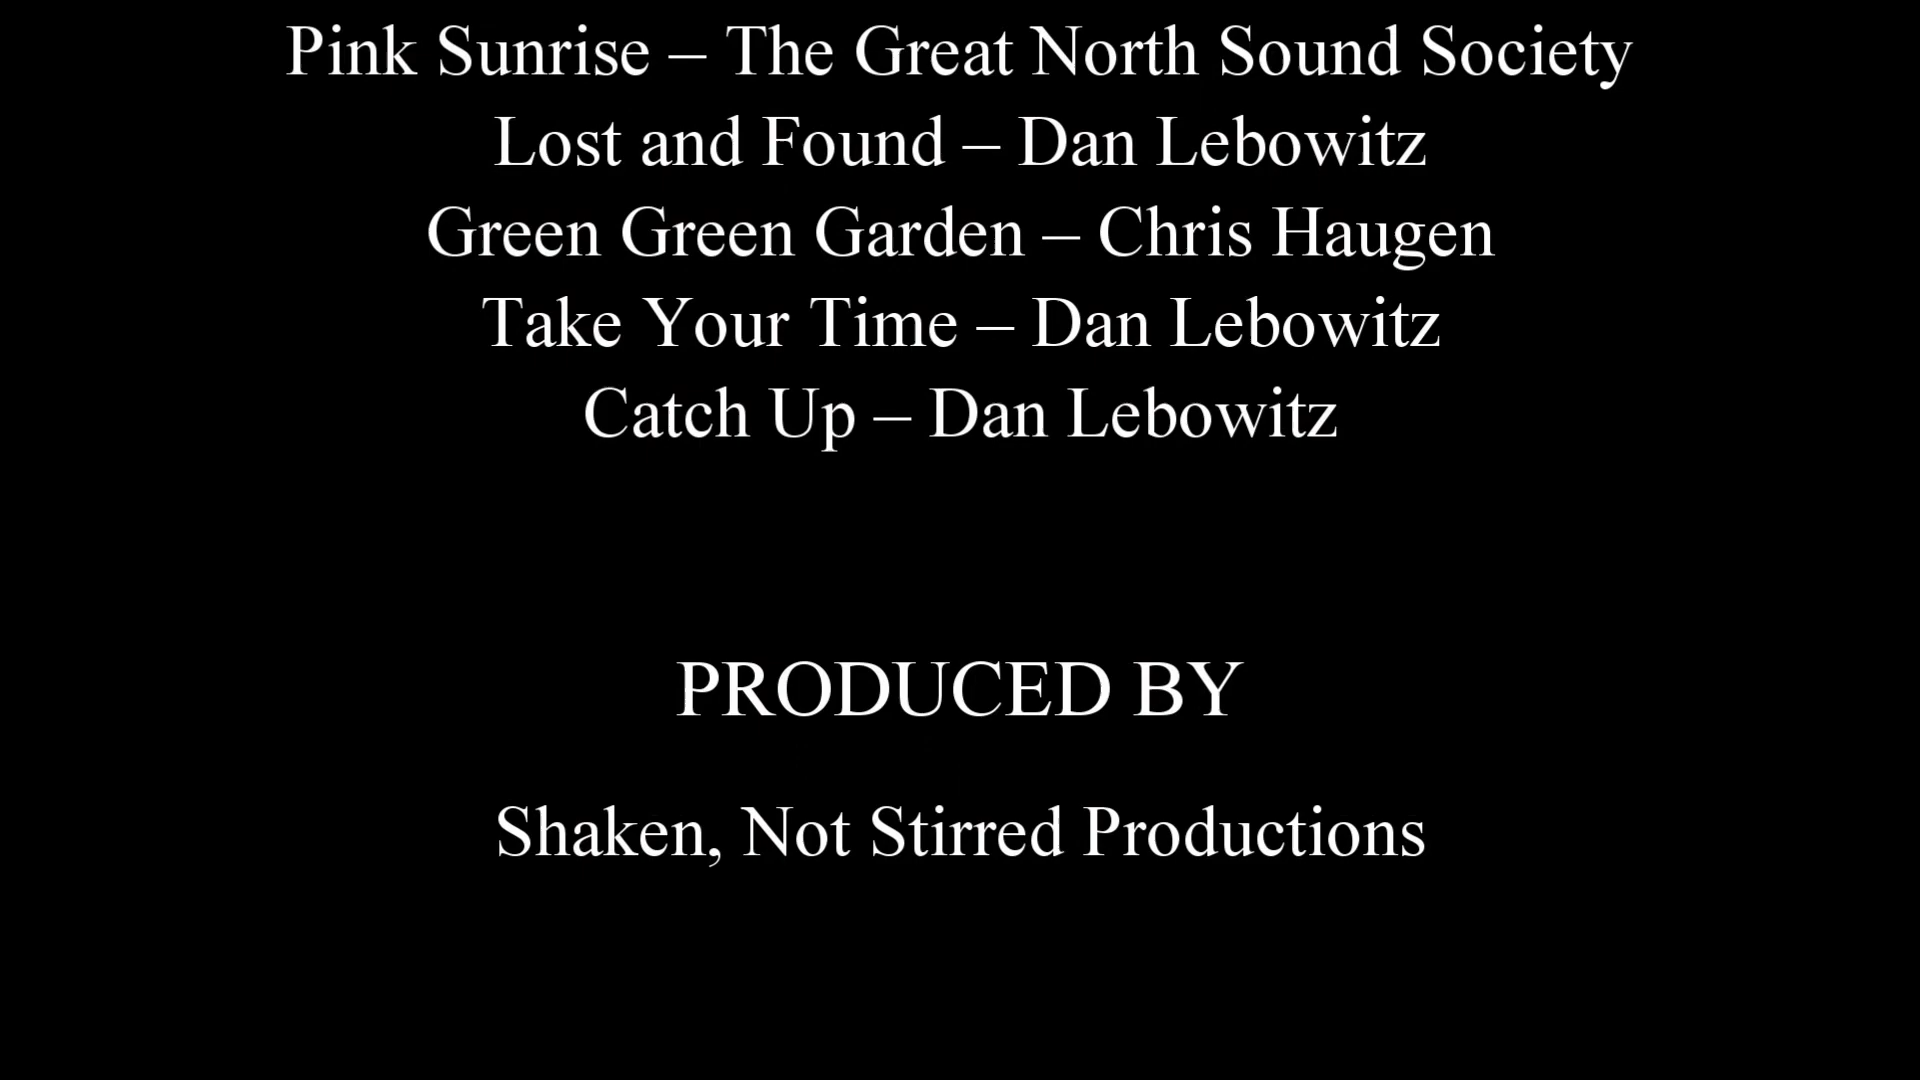 Pink Sunrise – The Great North Sound Society
Lost and Found – Dan Lebowitz
Green Green Garden – Chris Haugen
Take Your Time – Dan Lebowitz
Catch Up – Dan Lebowitz
PRODUCED BY
Shaken, Not Stirred Productions